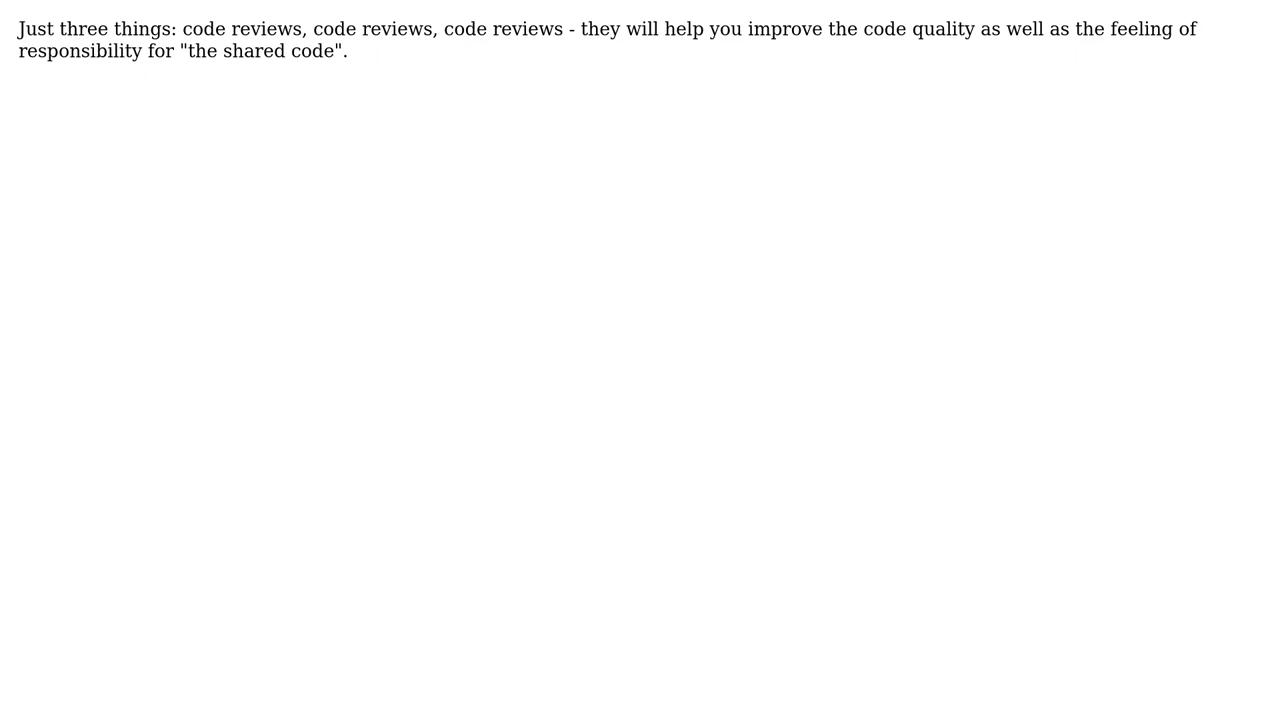 Just three things: code reviews, code reviews, code reviews - they will help you improve the code quality as well as the feeling of
responsibility for "the shared code".